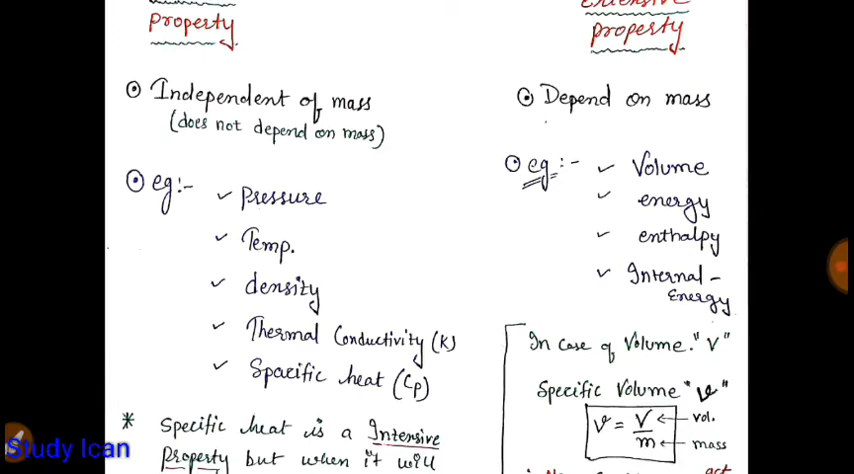 Property
⊙ Independent of mass
(does not depend on mass)
⊙ eg:-
✓ Pressure
✓ Temp.
✓ density
✓ Thermal Conductivity (K)
✓ Spacific heat (Cp)
* Specific heat is a Intensive
Property but when it will
extensive
property
⊙ Depend on mass
⊙ eg:- ✓ Volume
✓ energy
✓ enthalpy
✓ Internal-
Energy
In case of Volume. "V"
Specific Volume "v"
v = V/m ← vol.
← mass
Study Ican